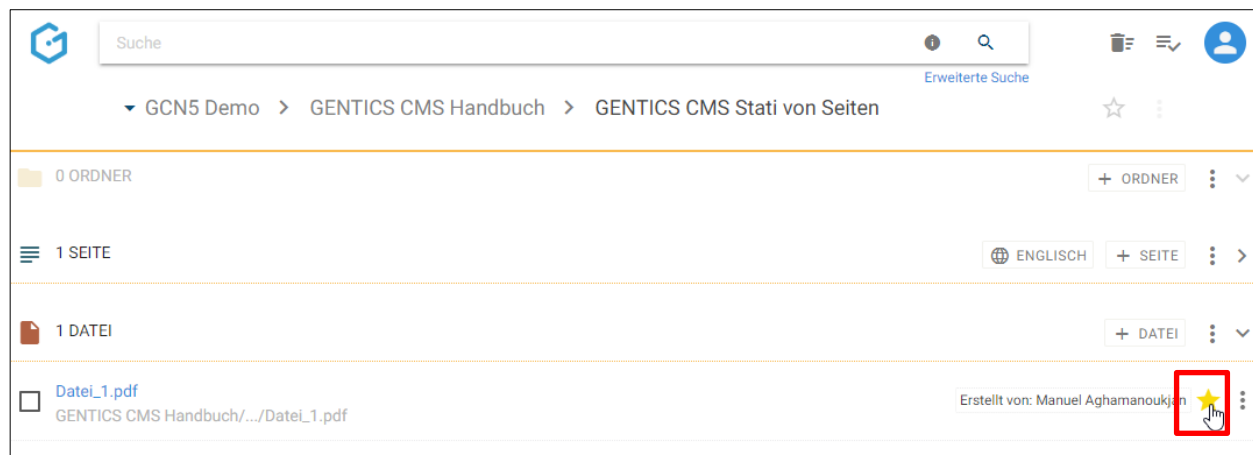 Suche
Erweiterte Suche
GCN5 Demo > GENTICS CMS Handbuch > GENTICS CMS Stati von Seiten
0 ORDNER
+ ORDNER
1 SEITE
ENGLISCH
+ SEITE
1 DATEI
+ DATEI
Datei_1.pdf
Erstellt von: Manuel Aghamanoukjan
GENTICS CMS Handbuch/.../Datei_1.pdf